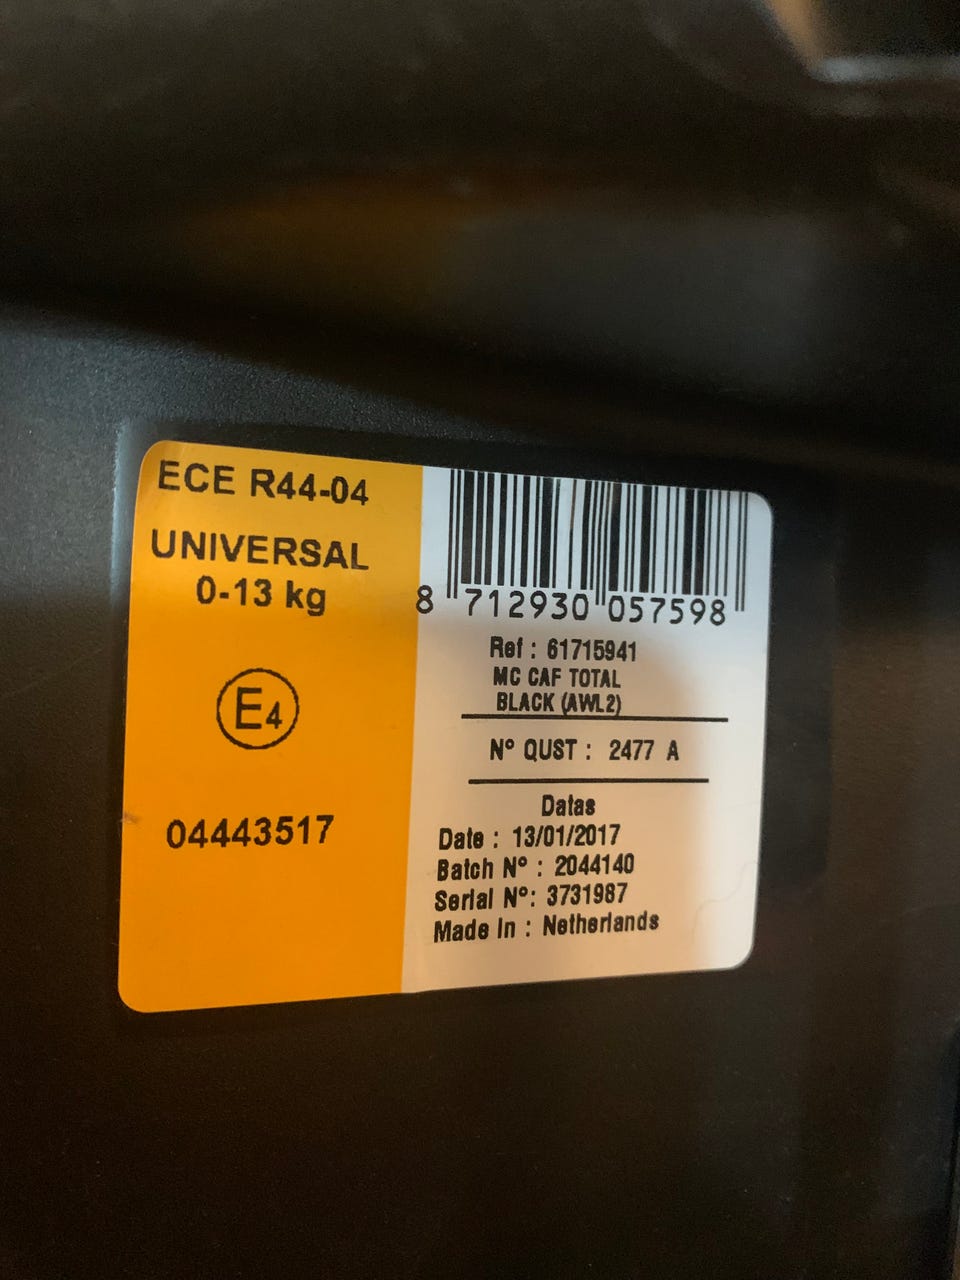 ECE R44-04
UNIVERSAL
0-13 kg
E4
04443517
8 712930 057598
Ref : 61715941
MC CAF TOTAL
BLACK (AWL2)
N° QUST : 2477 A
Datas
Date : 13/01/2017
Batch N° : 2044140
Serial N°: 3731987
Made In : Netherlands